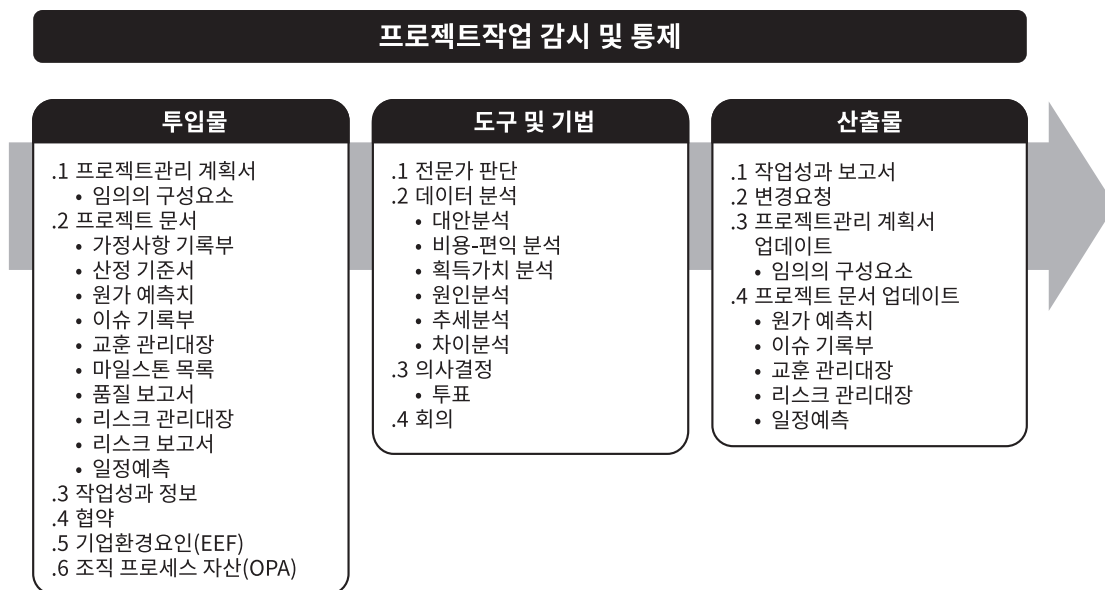 프로젝트작업 감시 및 통제
투입물
.1 프로젝트관리 계획서
• 임의의 구성요소
.2 프로젝트 문서
• 가정사항 기록부
• 산정 기준서
• 원가 예측치
• 이슈 기록부
• 교훈 관리대장
• 마일스톤 목록
• 품질 보고서
• 리스크 관리대장
• 리스크 보고서
• 일정예측
.3 작업성과 정보
.4 협약
.5 기업환경요인(EEF)
.6 조직 프로세스 자산(OPA)
도구 및 기법
.1 전문가 판단
.2 데이터 분석
• 대안분석
• 비용-편익 분석
• 획득가치 분석
• 원인분석
• 추세분석
• 차이분석
.3 의사결정
• 투표
.4 회의
산출물
.1 작업성과 보고서
.2 변경요청
.3 프로젝트관리 계획서
업데이트
• 임의의 구성요소
.4 프로젝트 문서 업데이트
• 원가 예측치
• 이슈 기록부
• 교훈 관리대장
• 리스크 관리대장
• 일정예측